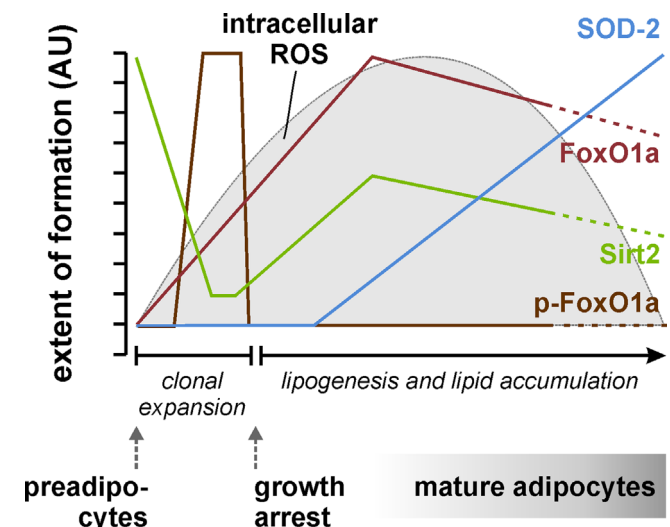 intracellular
ROS
SOD-2
extent of formation (AU)
FoxO1a
Sirt2
p-FoxO1a
clonal
expansion
lipogenesis and lipid accumulation
preadipo-
cytes
growth
arrest
mature adipocytes